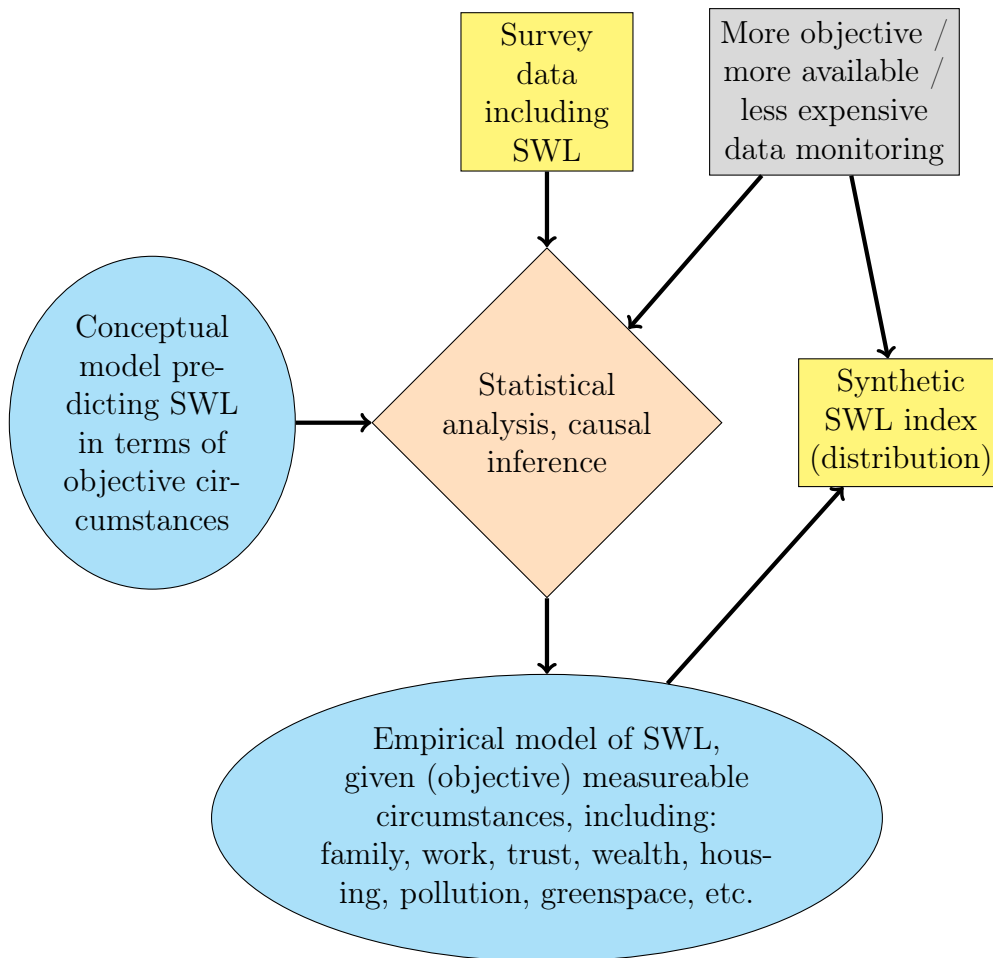 Survey
data
including
SWL
More objective /
more available /
less expensive
data monitoring
Conceptual
model pre-
dicting SWL
in terms of
objective cir-
cumstances
Statistical
analysis, causal
inference
Synthetic
SWL index
(distribution)
Empirical model of SWL,
given (objective) measureable
circumstances, including:
family, work, trust, wealth, hous-
ing, pollution, greenspace, etc.